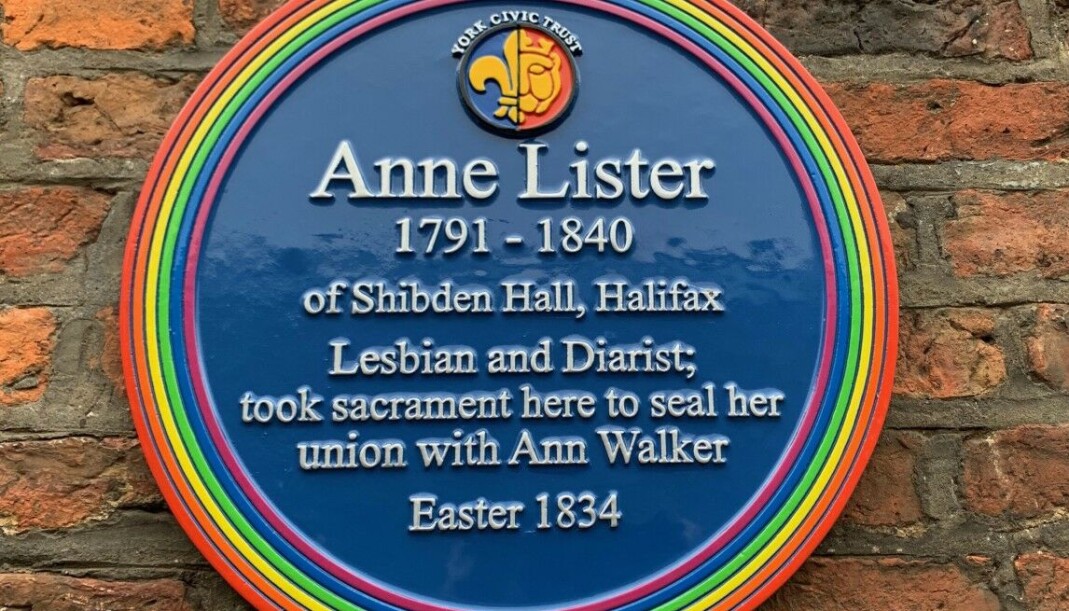 YORK CIVIC TRUST
Anne Lister
1791 - 1840
of Shibden Hall, Halifax
Lesbian and Diarist;
took sacrament here to seal her
union with Ann Walker
Easter 1834